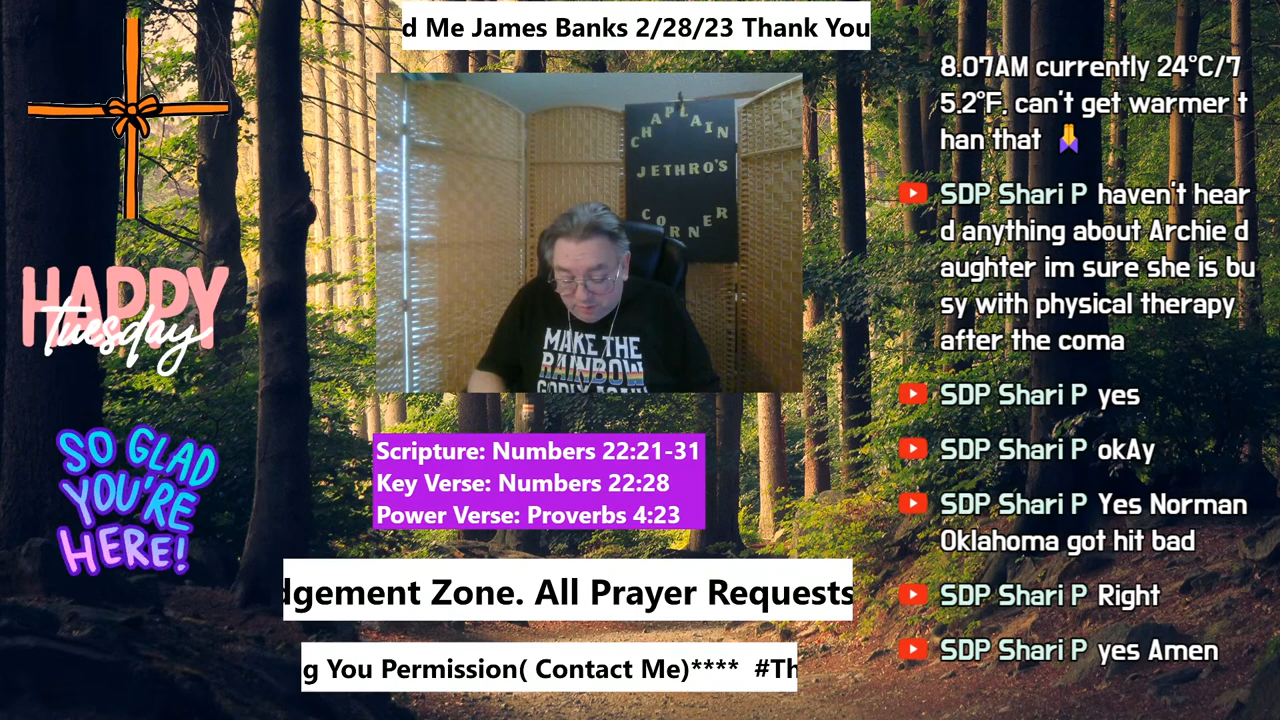 d Me James Banks 2/28/23 Thank You
CHAPLAIN
JETHRO'S
CORNER
MAKE THE
RAINBOW
GODLY AGAIN
HAPPY
Tuesday
SO GLAD
YOU'RE
HERE!
Scripture: Numbers 22:21-31
Key Verse: Numbers 22:28
Power Verse: Proverbs 4:23
dgement Zone. All Prayer Requests
g You Permission( Contact Me)**** #Th
8.07AM currently 24°C/7
5.2°F. can't get warmer t
han that
SDP Shari P haven't hear
d anything about Archie d
aughter im sure she is bu
sy with physical therapy
after the coma
SDP Shari P yes
SDP Shari P okAy
SDP Shari P Yes Norman
Oklahoma got hit bad
SDP Shari P Right
SDP Shari P yes Amen